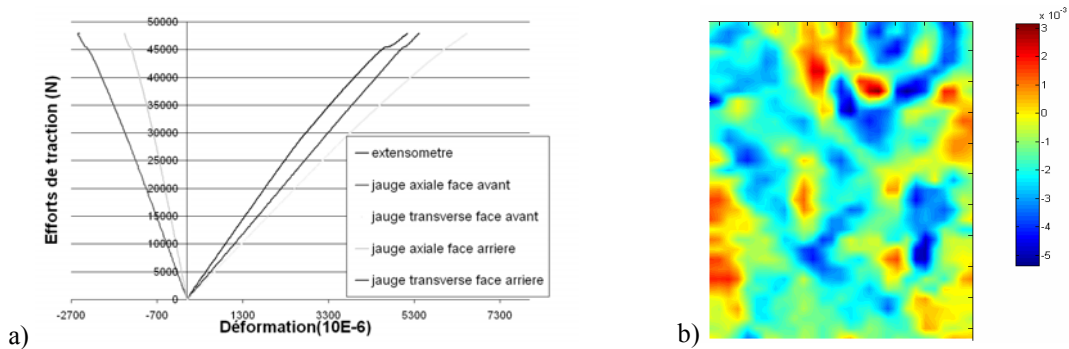 50000
45000
40000
35000
30000
25000
20000
15000
10000
5000
0
Efforts de traction (N)
extensometre
jauge axiale face avant
jauge transverse face avant
jauge axiale face arriere
jauge transverse face arriere
-2700 -700 1300 3300 5300 7300
Déformation(10E-6)
a)
x 10⁻³
3
2
1
0
-1
-2
-3
-4
-5
b)